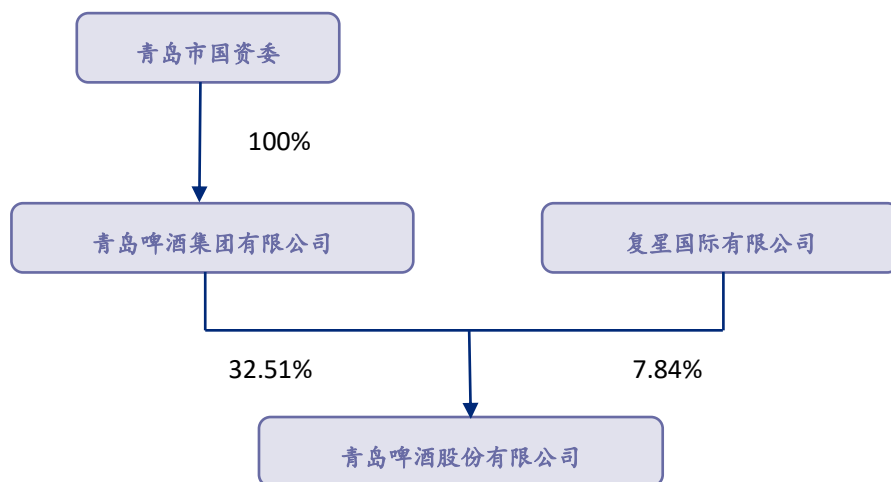 青岛市国资委
100%
青岛啤酒集团有限公司
复星国际有限公司
32.51%
7.84%
青岛啤酒股份有限公司